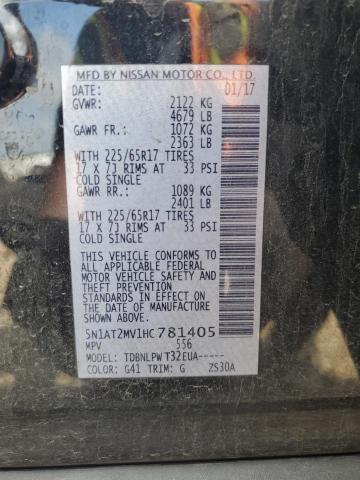 MFD BY NISSAN MOTOR CO., LTD.
DATE: 01/17
GVWR: 2122 KG
4679 LB
GAWR FR.: 1072 KG
2363 LB
WITH 225/65R17 TIRES
17 X 7J RIMS AT 33 PSI
COLD SINGLE
GAWR RR.: 1089 KG
2401 LB
WITH 225/65R17 TIRES
17 X 7J RIMS AT 33 PSI
COLD SINGLE
THIS VEHICLE CONFORMS TO
ALL APPLICABLE FEDERAL
MOTOR VEHICLE SAFETY AND
THEFT PREVENTION
STANDARDS IN EFFECT ON
THE DATE OF MANUFACTURE
SHOWN ABOVE.
5N1AT2MV1HC781405
MPV 556
MODEL: TDBNLPWT32EUA-----
COLOR: G41 TRIM: G ZS30A